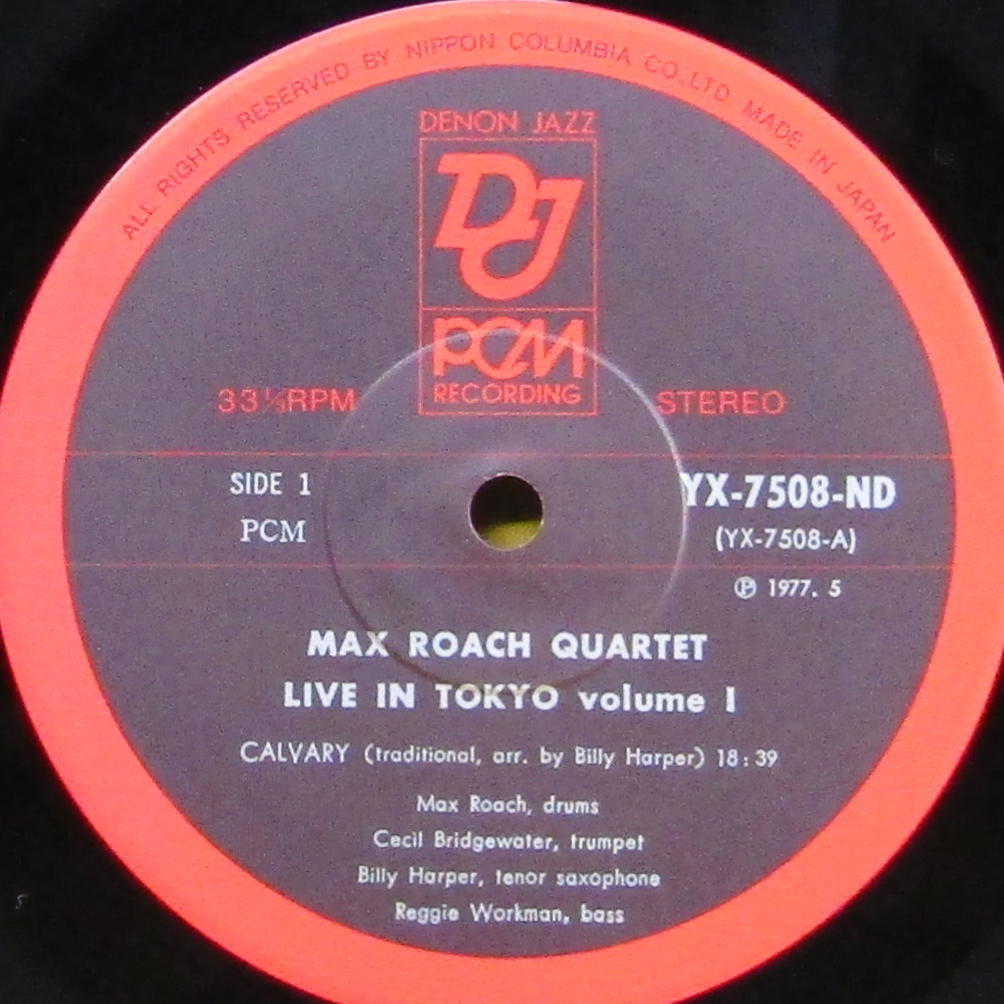 ALL RIGHTS RESERVED BY NIPPON COLUMBIA CO.,LTD. MADE IN JAPAN
DENON JAZZ
DJ
PCM
RECORDING
33⅓RPM
STEREO
SIDE 1
PCM
YX-7508-ND
(YX-7508-A)
Ⓟ 1977. 5
MAX ROACH QUARTET
LIVE IN TOKYO volume I
CALVARY (traditional, arr. by Billy Harper) 18:39
Max Roach, drums
Cecil Bridgewater, trumpet
Billy Harper, tenor saxophone
Reggie Workman, bass